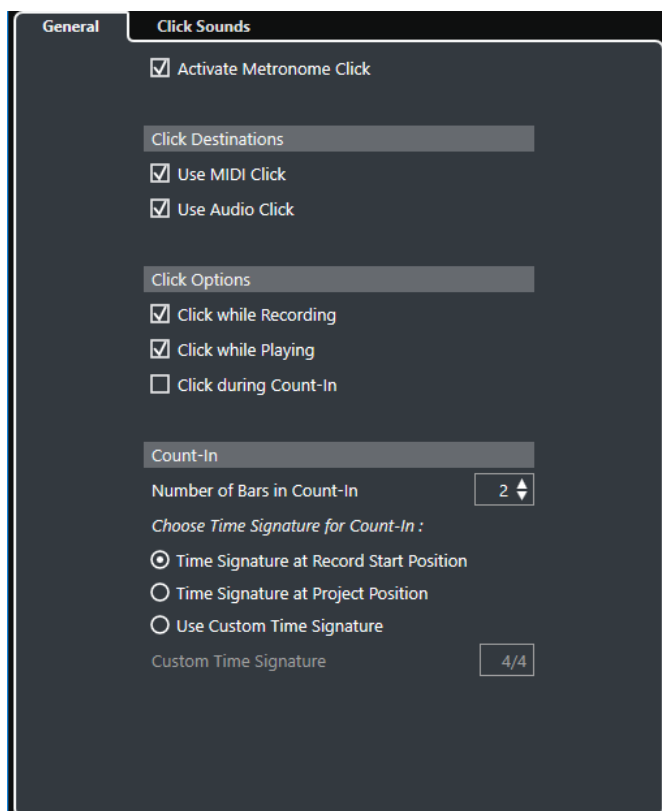 General
Click Sounds
Activate Metronome Click
Click Destinations
Use MIDI Click
Use Audio Click
Click Options
Click while Recording
Click while Playing
Click during Count-In
Count-In
Number of Bars in Count-In 2
Choose Time Signature for Count-In :
Time Signature at Record Start Position
Time Signature at Project Position
Use Custom Time Signature
Custom Time Signature 4/4